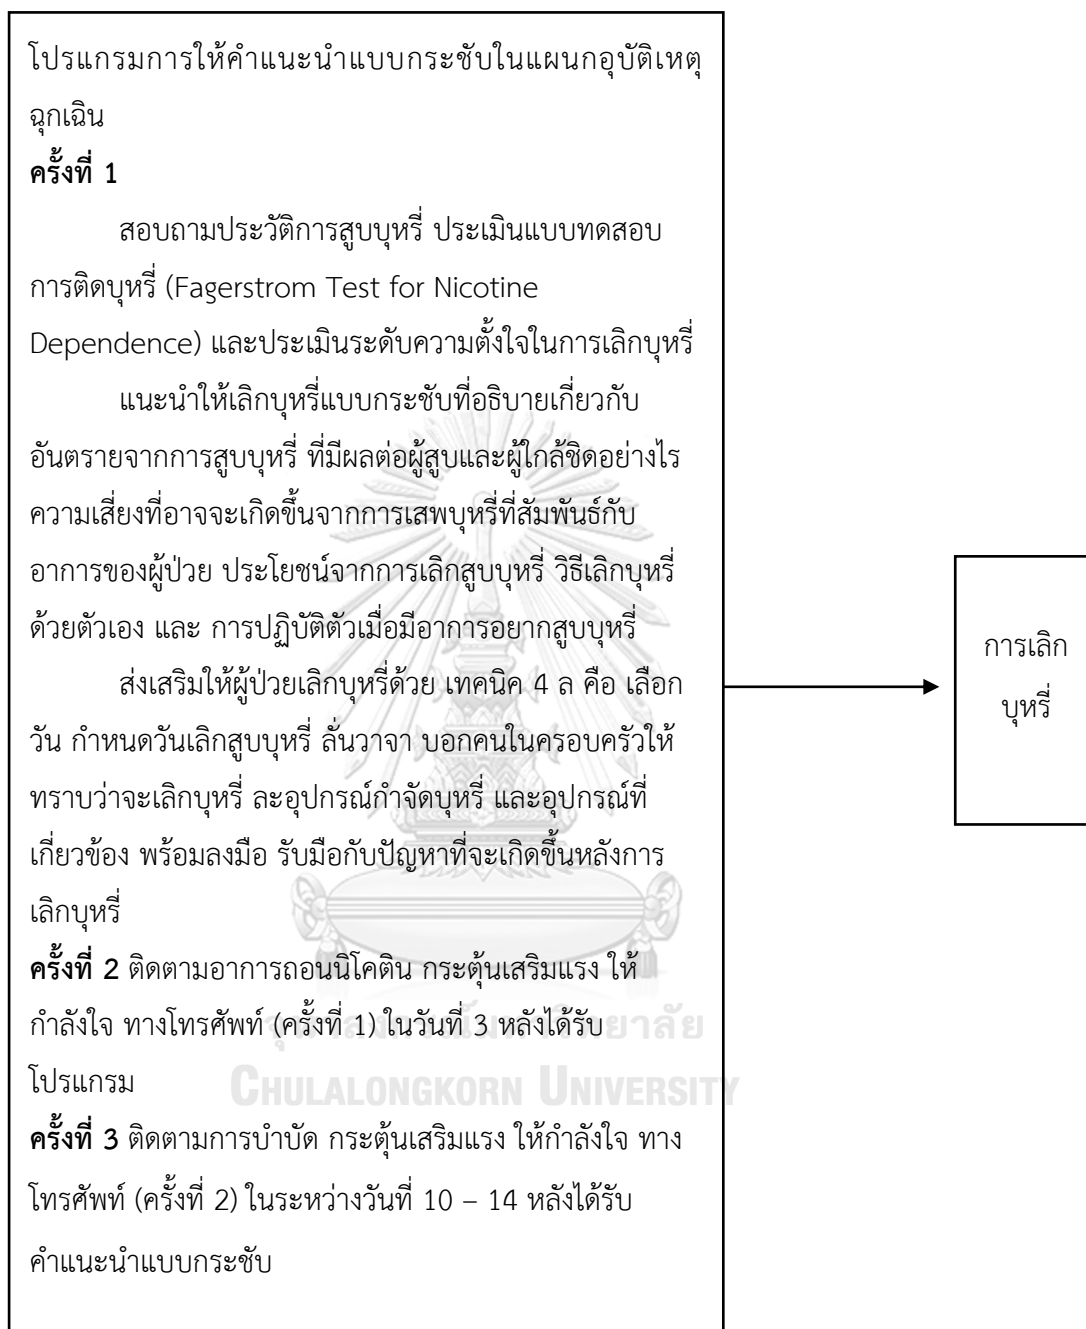 โปรแกรมการให้คำแนะนำแบบกระชับในแผนกอุบัติเหตุ
ฉุกเฉิน
ครั้งที่ 1
สอบถามประวัติการสูบบุหรี่ ประเมินแบบทดสอบ
การติดบุหรี่ (Fagerstrom Test for Nicotine
Dependence) และประเมินระดับความตั้งใจในการเลิกบุหรี่
แนะนำให้เลิกบุหรี่แบบกระชับที่อธิบายเกี่ยวกับ
อันตรายจากการสูบบุหรี่ ที่มีผลต่อผู้สูบและผู้ใกล้ชิดอย่างไร
ความเสี่ยงที่อาจจะเกิดขึ้นจากการเสพบุหรี่ที่สัมพันธ์กับ
อาการของผู้ป่วย ประโยชน์จากการเลิกสูบบุหรี่ วิธีเลิกบุหรี่
ด้วยตัวเอง และ การปฏิบัติตัวเมื่อมีอาการอยากสูบบุหรี่
ส่งเสริมให้ผู้ป่วยเลิกบุหรี่ด้วย เทคนิค 4 ล คือ เลือก
วัน กำหนดวันเลิกสูบบุหรี่ ลั่นวาจา บอกคนในครอบครัวให้
ทราบว่าจะเลิกบุหรี่ ละอุปกรณ์กำจัดบุหรี่ และอุปกรณ์ที่
เกี่ยวข้อง พร้อมลงมือ รับมือกับปัญหาที่จะเกิดขึ้นหลังการ
เลิกบุหรี่
ครั้งที่ 2 ติดตามอาการถอนนิโคติน กระตุ้นเสริมแรง ให้
กำลังใจ ทางโทรศัพท์ (ครั้งที่ 1) ในวันที่ 3 หลังได้รับ
โปรแกรม
ครั้งที่ 3 ติดตามการบำบัด กระตุ้นเสริมแรง ให้กำลังใจ ทาง
โทรศัพท์ (ครั้งที่ 2) ในระหว่างวันที่ 10 – 14 หลังได้รับ
คำแนะนำแบบกระชับ
การเลิก
บุหรี่
จุฬาลงกรณ์มหาวิทยาลัย
CHULALONGKORN UNIVERSITY